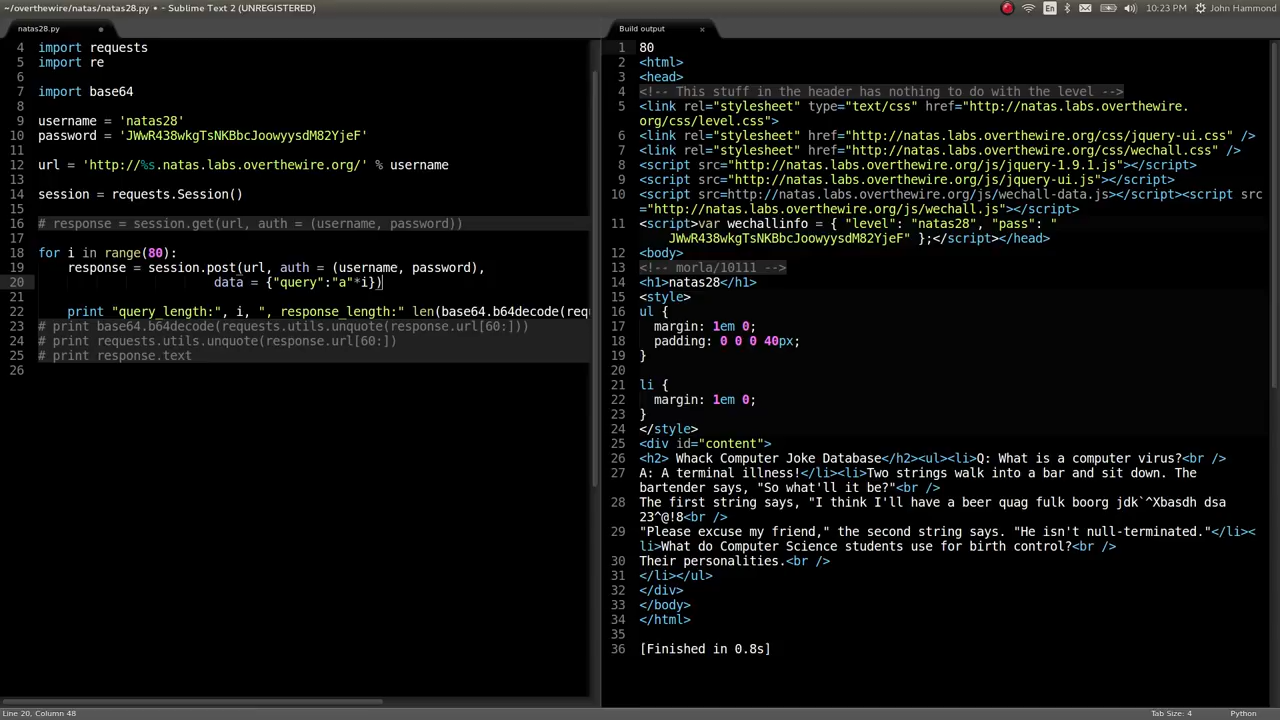 ~/overthewire/natas/natas28.py • - Sublime Text 2 (UNREGISTERED)
En
10:23 PM
John Hammond
natas28.py
4 import requests
5 import re
6
7 import base64
8
9 username = 'natas28'
10 password = 'JWwR438wkgTsNKBbcJoowyysdM82YjeF'
11
12 url = 'http://%s.natas.labs.overthewire.org/' % username
13
14 session = requests.Session()
15
16 # response = session.get(url, auth = (username, password))
17
18 for i in range(80):
19 response = session.post(url, auth = (username, password),
20 data = {"query":"a"*i})
21
22 print "query_length:", i, ", response_length:" len(base64.b64decode(req
23 # print base64.b64decode(requests.utils.unquote(response.url[60:]))
24 # print requests.utils.unquote(response.url[60:])
25 # print response.text
26
Build output
1 80
2 <html>
3 <head>
4 <!-- This stuff in the header has nothing to do with the level -->
5 <link rel="stylesheet" type="text/css" href="http://natas.labs.overthewire.
org/css/level.css">
6 <link rel="stylesheet" href="http://natas.labs.overthewire.org/css/jquery-ui.css" />
7 <link rel="stylesheet" href="http://natas.labs.overthewire.org/css/wechall.css" />
8 <script src="http://natas.labs.overthewire.org/js/jquery-1.9.1.js"></script>
9 <script src="http://natas.labs.overthewire.org/js/jquery-ui.js"></script>
10 <script src=http://natas.labs.overthewire.org/js/wechall-data.js></script><script src
="http://natas.labs.overthewire.org/js/wechall.js"></script>
11 <script>var wechallinfo = { "level": "natas28", "pass": "
JWwR438wkgTsNKBbcJoowyysdM82YjeF" };</script></head>
12 <body>
13 <!-- morla/10111 -->
14 <h1>natas28</h1>
15 <style>
16 ul {
17 margin: 1em 0;
18 padding: 0 0 0 40px;
19 }
20
21 li {
22 margin: 1em 0;
23 }
24 </style>
25 <div id="content">
26 <h2> Whack Computer Joke Database</h2><ul><li>Q: What is a computer virus?<br />
27 A: A terminal illness!</li><li>Two strings walk into a bar and sit down. The
bartender says, "So what'll it be?"<br />
28 The first string says, "I think I'll have a beer quag fulk boorg jdk`^Xbasdh dsa
23^@!8<br />
29 "Please excuse my friend," the second string says. "He isn't null-terminated."</li><
li>What do Computer Science students use for birth control?<br />
30 Their personalities.<br />
31 </li></ul>
32 </div>
33 </body>
34 </html>
35
36 [Finished in 0.8s]
Line 20, Column 48
Tab Size: 4
Python